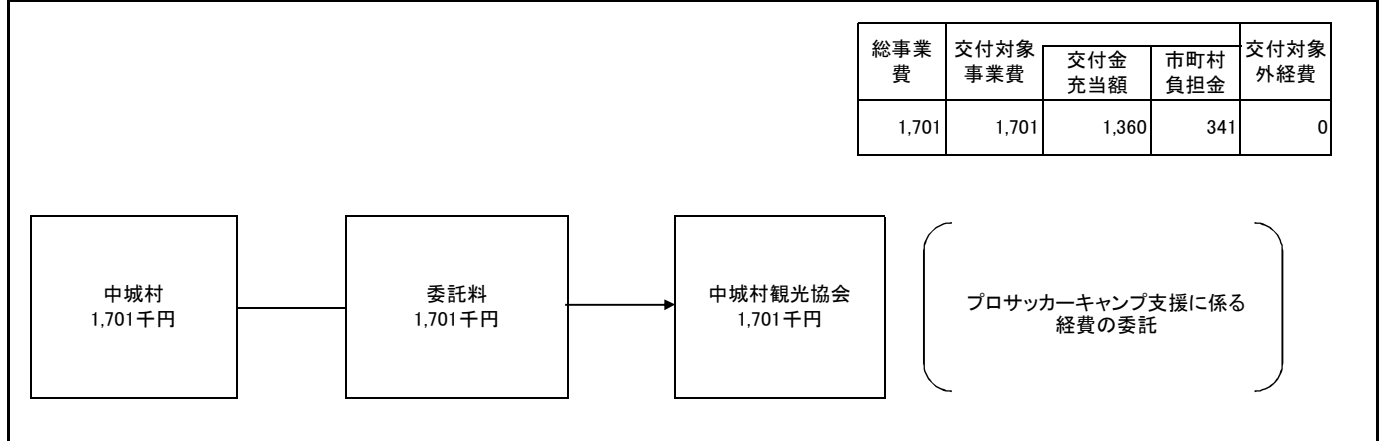 総事業
費
交付対象
事業費
交付金
充当額
市町村
負担金
交付対象
外経費
1,701
1,701
1,360
341
0
中城村
1,701千円
委託料
1,701千円
中城村観光協会
1,701千円
プロサッカーキャンプ支援に係る
経費の委託